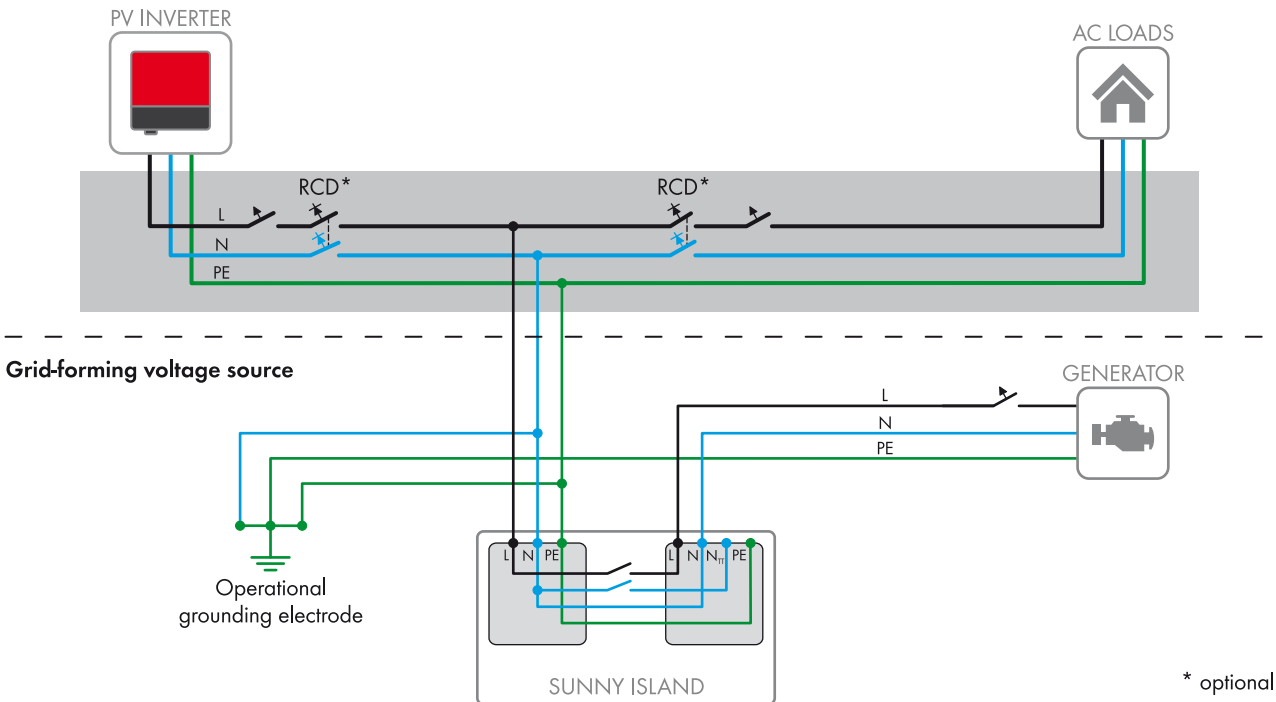 PV INVERTER
AC LOADS
RCD*
RCD*
L
N
PE
Grid-forming voltage source
GENERATOR
L
N
PE
L N PE
L N NTT PE
Operational
grounding electrode
SUNNY ISLAND
* optional